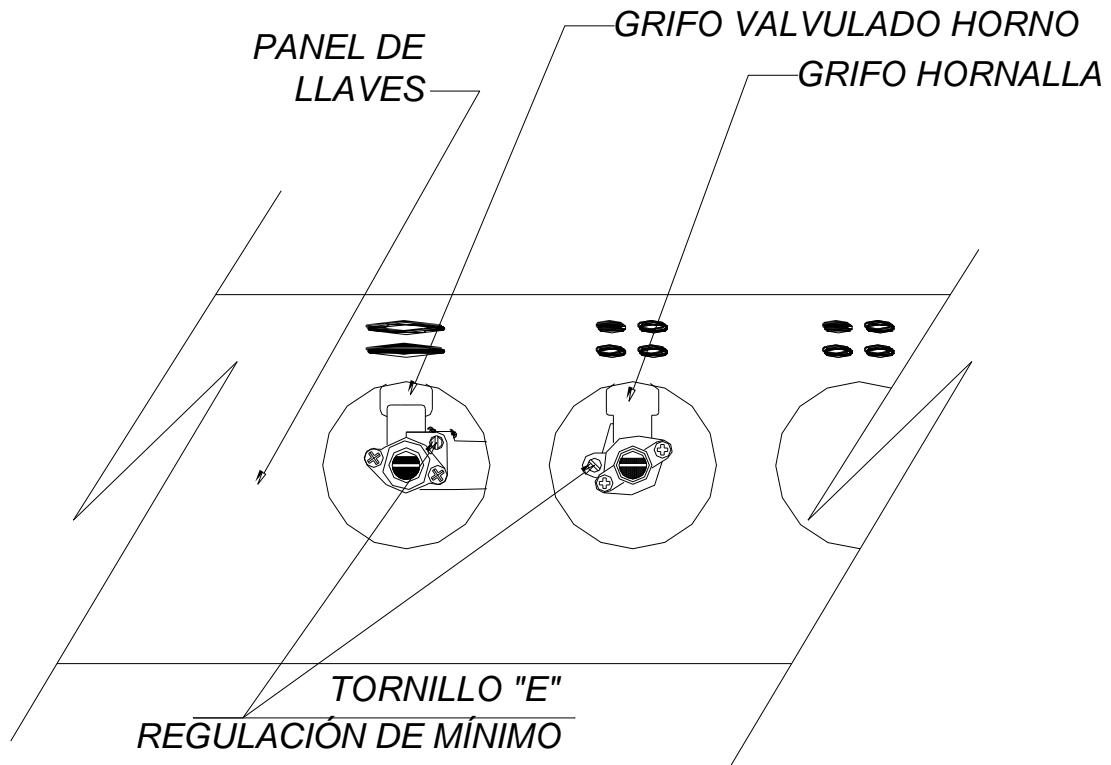 GRIFO VALVULADO HORNO
PANEL DE
LLAVES
GRIFO HORNALLA
TORNILLO "E"
REGULACIÓN DE MÍNIMO